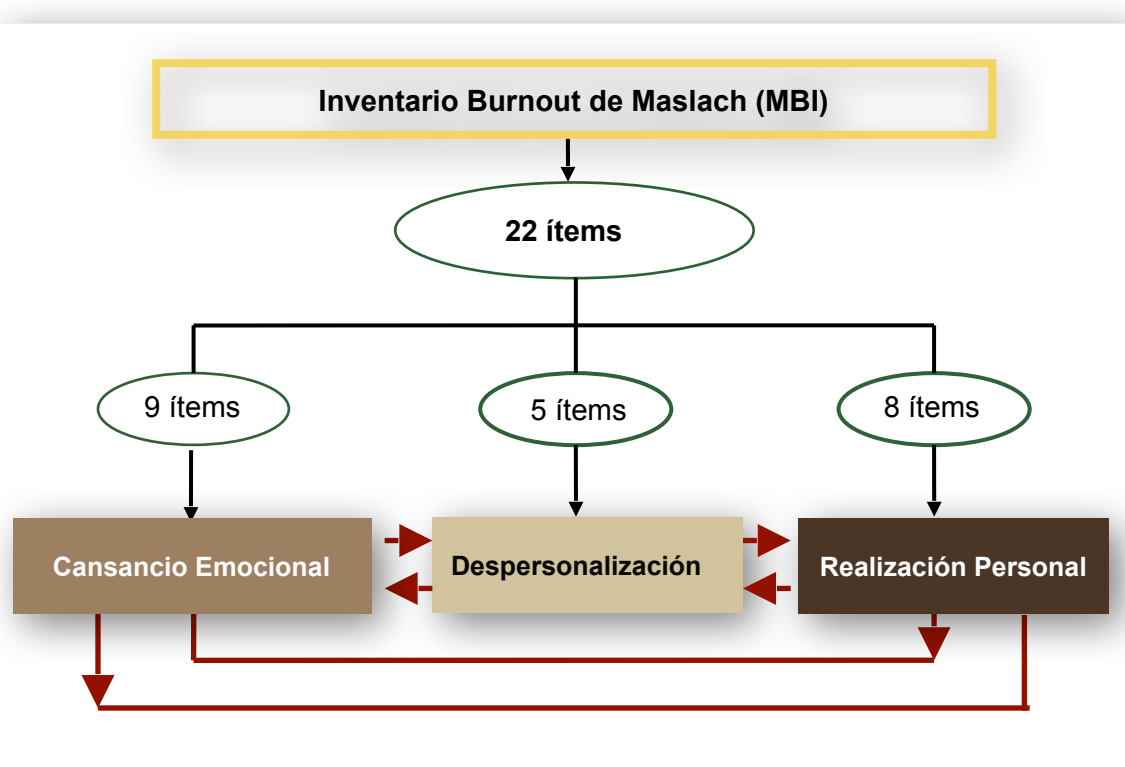 Inventario Burnout de Maslach (MBI)
22 ítems
9 ítems
5 ítems
8 ítems
Cansancio Emocional
Despersonalización
Realización Personal